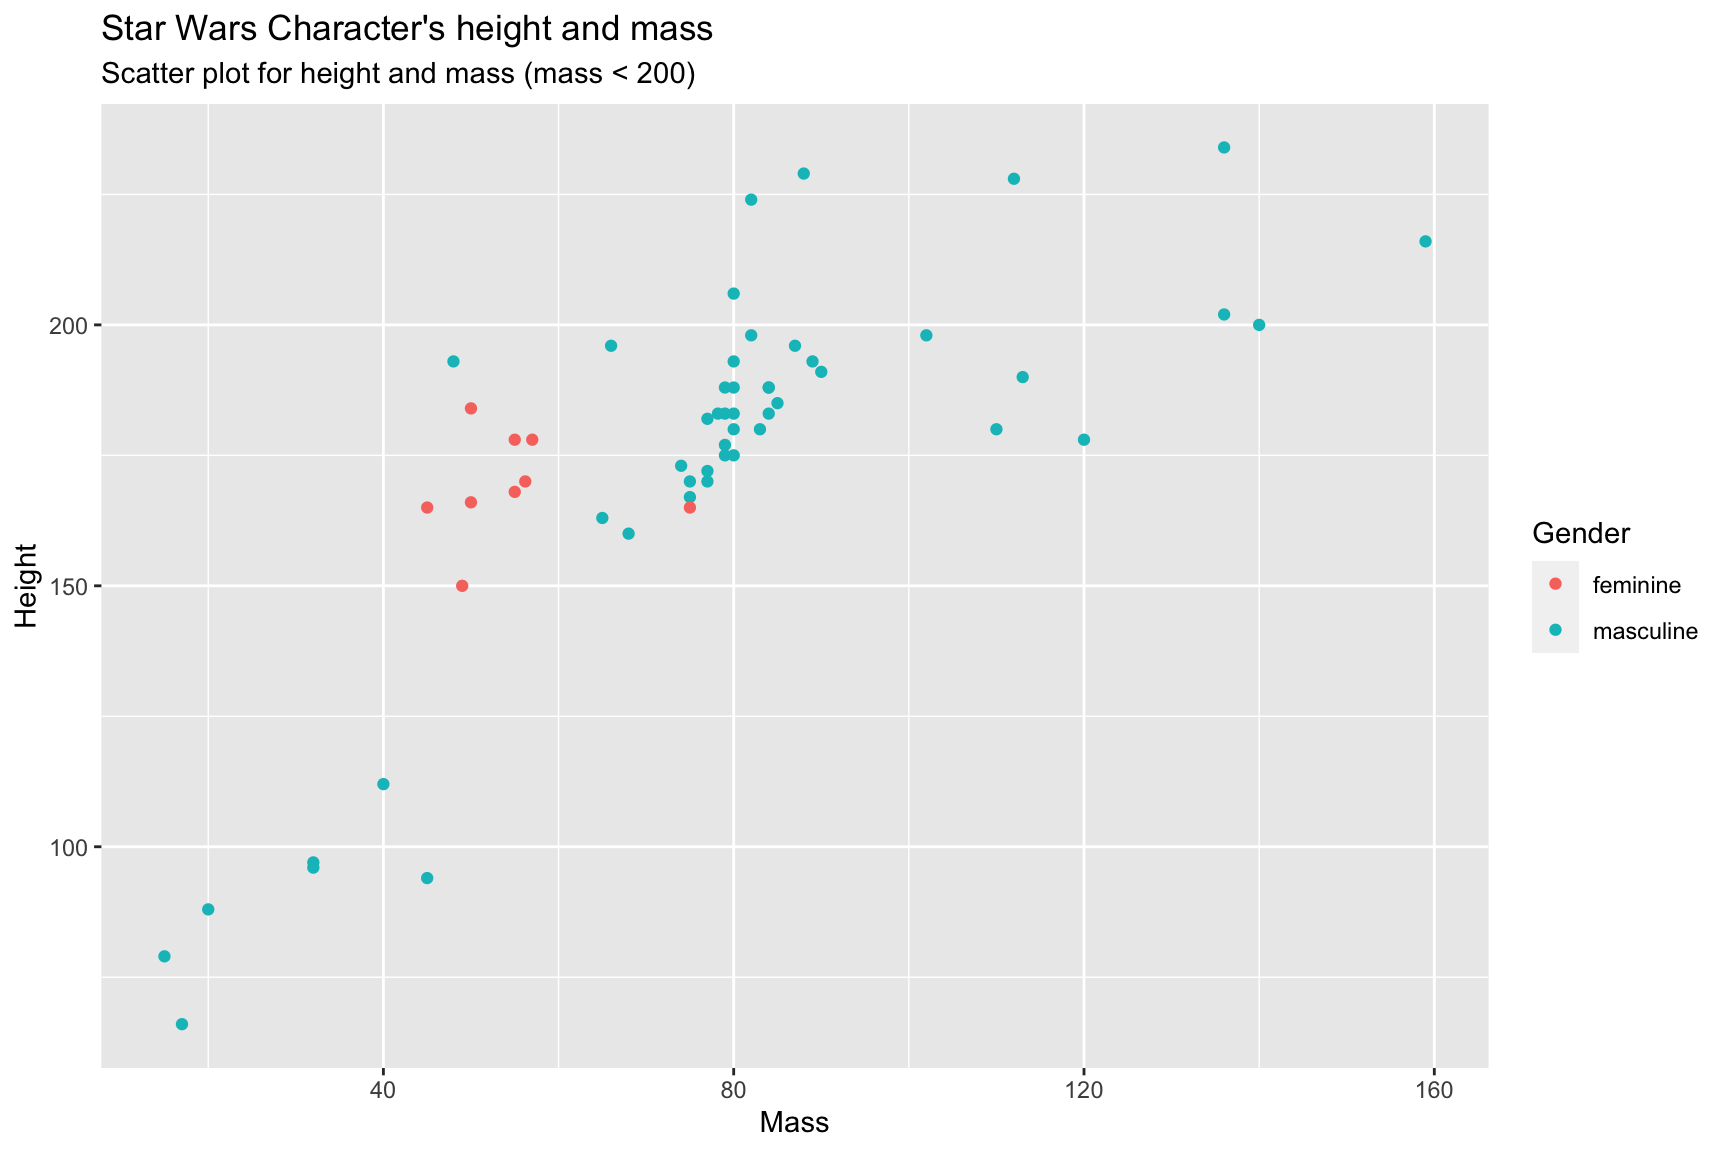 Star Wars Character's height and mass
Scatter plot for height and mass (mass < 200)
Height
200
150
100
40 80 120 160
Mass
Gender
feminine
masculine